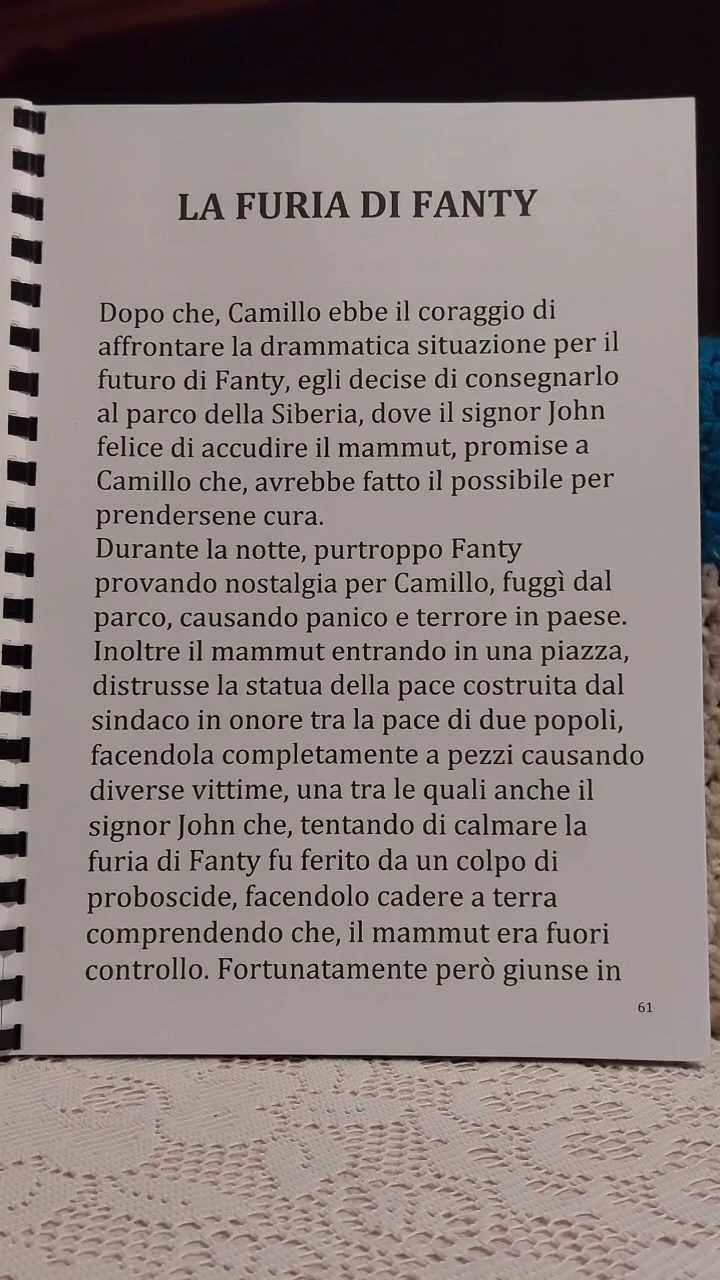 LA FURIA DI FANTY
Dopo che, Camillo ebbe il coraggio di
affrontare la drammatica situazione per il
futuro di Fanty, egli decise di consegnarlo
al parco della Siberia, dove il signor John
felice di accudire il mammut, promise a
Camillo che, avrebbe fatto il possibile per
prendersene cura.
Durante la notte, purtroppo Fanty
provando nostalgia per Camillo, fuggì dal
parco, causando panico e terrore in paese.
Inoltre il mammut entrando in una piazza,
distrusse la statua della pace costruita dal
sindaco in onore tra la pace di due popoli,
facendola completamente a pezzi causando
diverse vittime, una tra le quali anche il
signor John che, tentando di calmare la
furia di Fanty fu ferito da un colpo di
proboscide, facendolo cadere a terra
comprendendo che, il mammut era fuori
controllo. Fortunatamente però giunse in
61